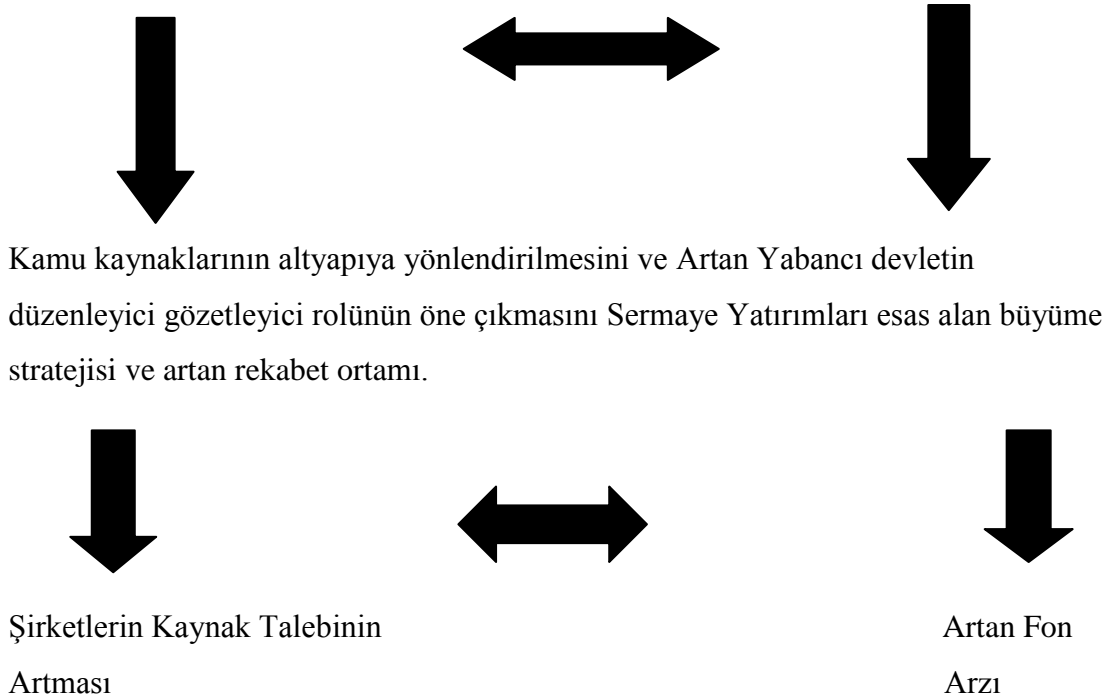 Kamu kaynaklarının altyapıya yönlendirilmesini ve Artan Yabancı devletin
düzenleyici gözetleyici rolünün öne çıkmasını Sermaye Yatırımları esas alan büyüme
stratejisi ve artan rekabet ortamı.
Şirketlerin Kaynak Talebinin Artan Fon
Artması Arzı